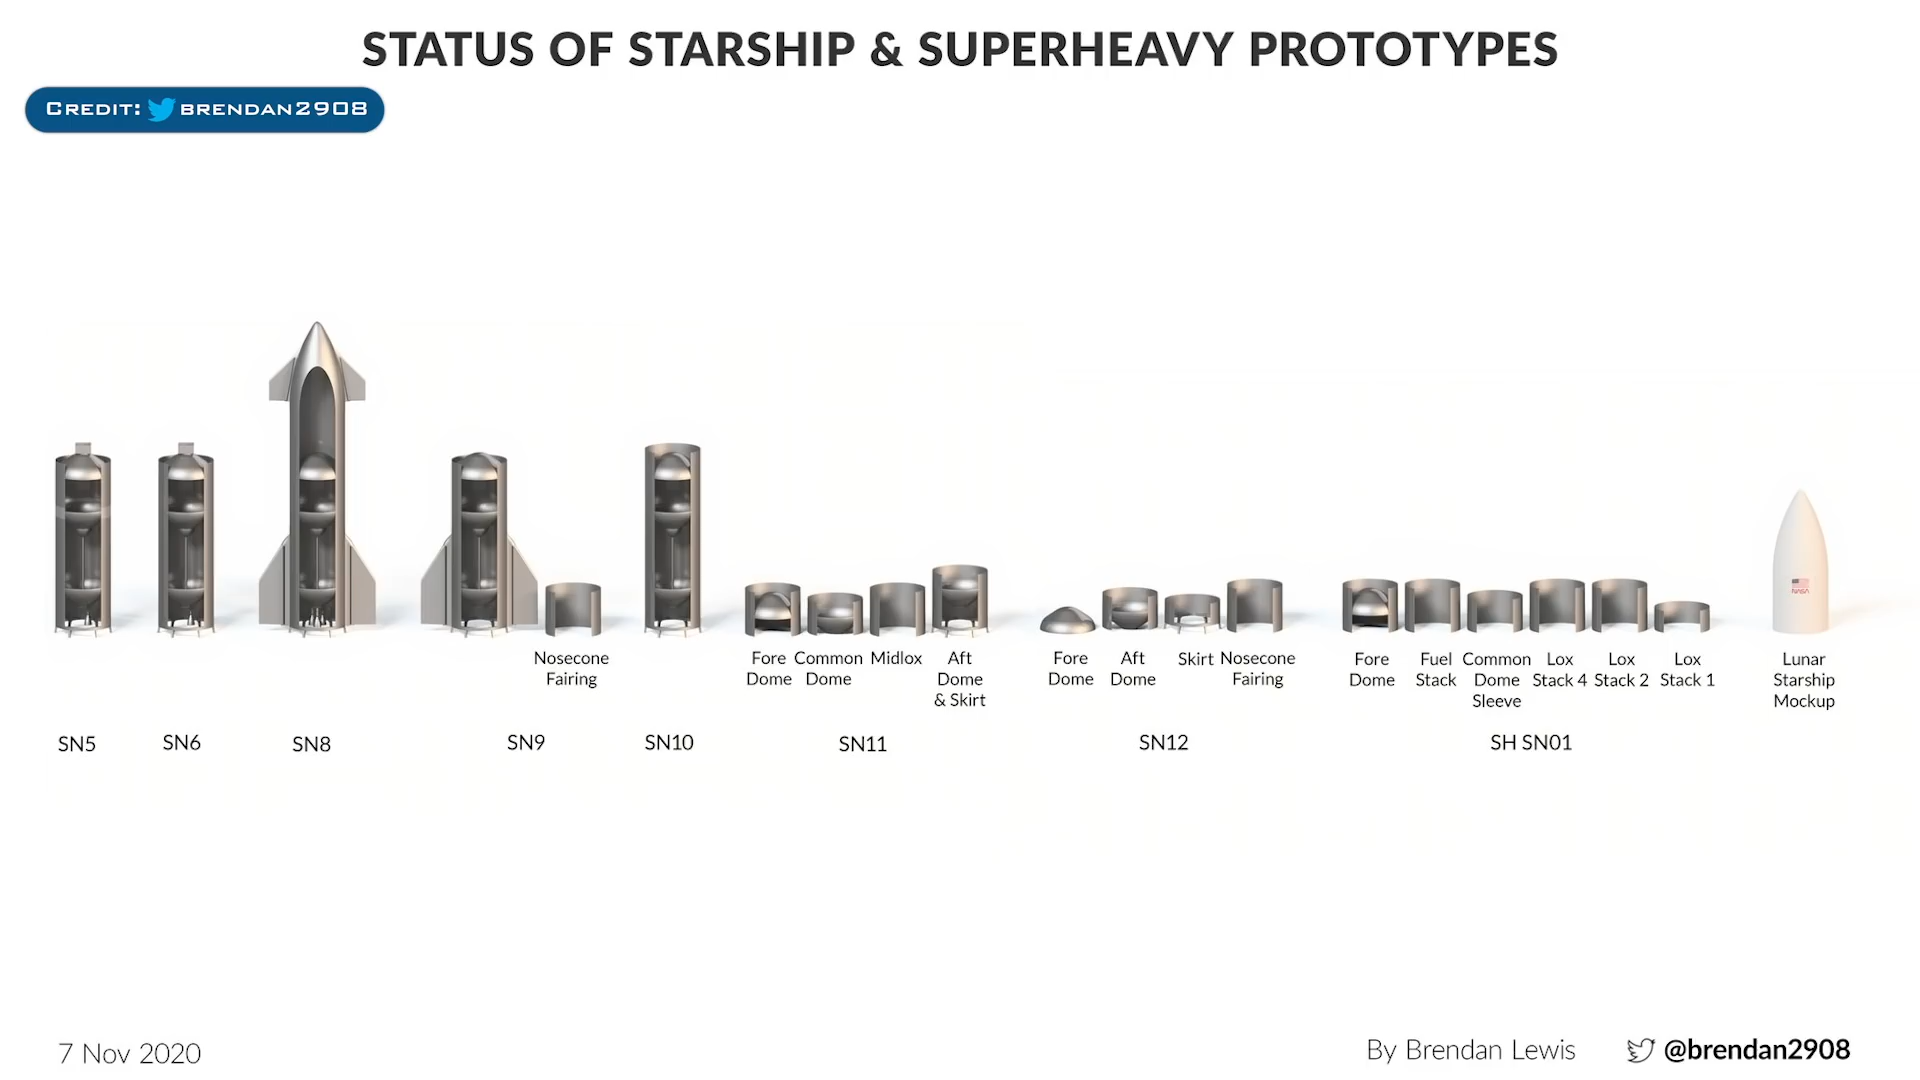 STATUS OF STARSHIP & SUPERHEAVY PROTOTYPES
CREDIT: BRENDAN2908
Nosecone
Fairing
Fore
Dome
Common
Dome
Midlox
Aft
Dome
& Skirt
Fore
Dome
Aft
Dome
Skirt
Nosecone
Fairing
Fore
Dome
Fuel
Stack
Common
Dome
Sleeve
Lox
Stack 4
Lox
Stack 2
Lox
Stack 1
NASA
Lunar
Starship
Mockup
SN5
SN6
SN8
SN9
SN10
SN11
SN12
SH SN01
7 Nov 2020
By Brendan Lewis
@brendan2908